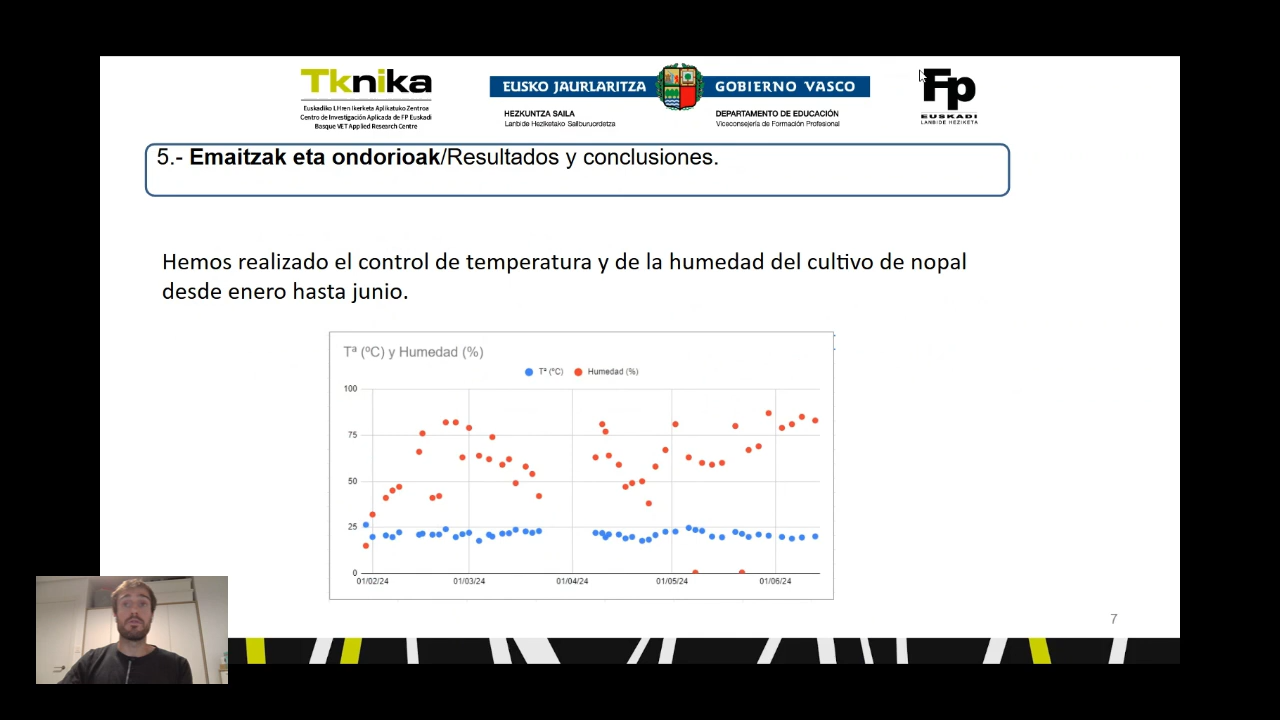 Tknika
Euskadiko LHren Ikerketa Aplikatuko Zentroa
Centro de Investigación Aplicada de FP Euskadi
Basque VET Applied Research Centre
EUSKO JAURLARITZA
GOBIERNO VASCO
HEZKUNTZA SAILA
Lanbide Heziketako Sailburuordetza
DEPARTAMENTO DE EDUCACIÓN
Viceconsejería de Formación Profesional
Fp
EUSKADI
LANBIDE HEZIKETA
5.- Emaitzak eta ondorioak/Resultados y conclusiones.
Hemos realizado el control de temperatura y de la humedad del cultivo de nopal
desde enero hasta junio.
Tª (ºC) y Humedad (%)
Tª (ºC) Humedad (%)
100
75
50
25
0
01/02/24 01/03/24 01/04/24 01/05/24 01/06/24
7